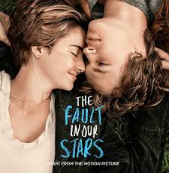 THE
FAULT
IN OUR
STARS
MUSIC FROM THE MOTION PICTURE